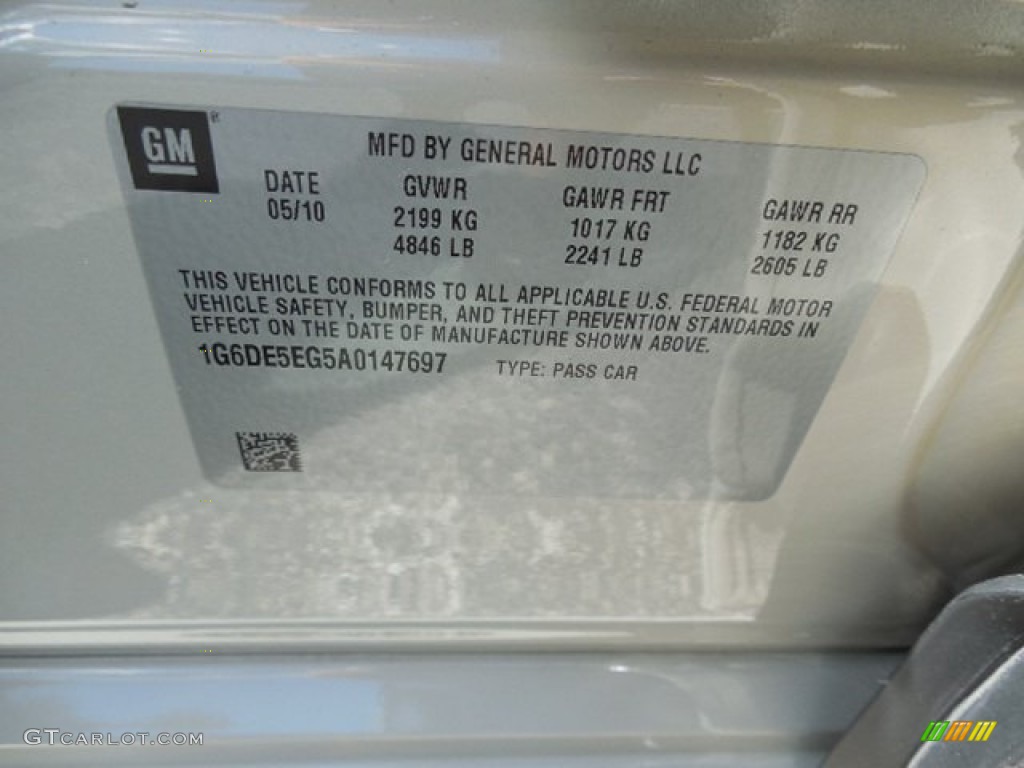 GM ®
MFD BY GENERAL MOTORS LLC
DATE GVWR GAWR FRT GAWR RR
05/10 2199 KG 1017 KG 1182 KG
4846 LB 2241 LB 2605 LB
THIS VEHICLE CONFORMS TO ALL APPLICABLE U.S. FEDERAL MOTOR
VEHICLE SAFETY, BUMPER, AND THEFT PREVENTION STANDARDS IN
EFFECT ON THE DATE OF MANUFACTURE SHOWN ABOVE.
1G6DE5EG5A0147697 TYPE: PASS CAR
GTCARLOT.COM